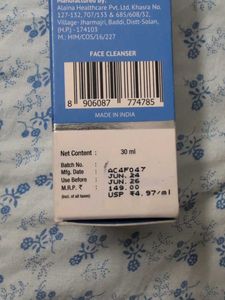 Manufactured By:
Alaina Healthcare Pvt. Ltd, Khasra No.
127-132, 707/133 & 685/608/32,
Village- Jharmajri, Baddi, Distt-Solan,
(H.P.) - 174103
M.: HIM/COS/16/227
FACE CLEANSER
8 906087 774785
MADE IN INDIA
Net Content : 30 ml
Batch No. : AC4F047
Mfg. Date : JUN.24
Use Before : JUN.26
M.R.P. ₹ : 149.00
(Incl. of all taxes) USP ₹4.97/ml